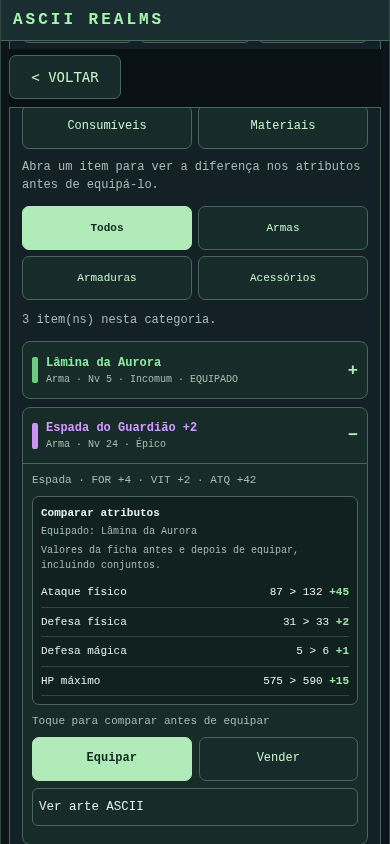 ASCII REALMS
< VOLTAR
Consumíveis
Materiais
Abra um item para ver a diferença nos atributos
antes de equipá-lo.
Todos
Armas
Armaduras
Acessórios
3 item(ns) nesta categoria.
Lâmina da Aurora
Arma · Nv 5 · Incomum · EQUIPADO
+
Espada do Guardião +2
Arma · Nv 24 · Épico
−
Espada · FOR +4 · VIT +2 · ATQ +42
Comparar atributos
Equipado: Lâmina da Aurora
Valores da ficha antes e depois de equipar,
incluindo conjuntos.
Ataque físico 87 > 132 +45
Defesa física 31 > 33 +2
Defesa mágica 5 > 6 +1
HP máximo 575 > 590 +15
Toque para comparar antes de equipar
Equipar
Vender
Ver arte ASCII